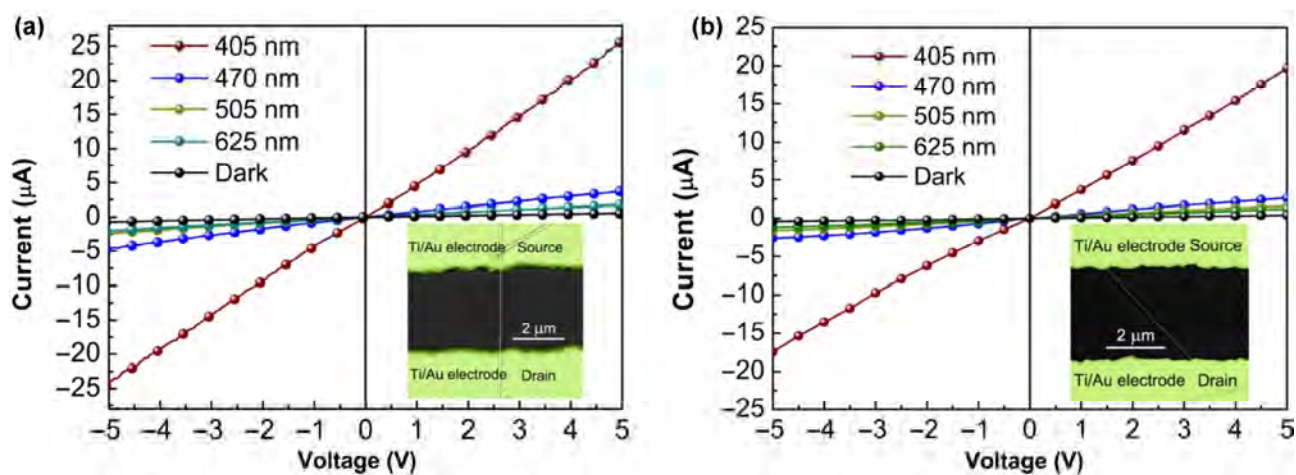 (a)
405 nm
470 nm
505 nm
625 nm
Dark
Current (μA)
25
20
15
10
5
0
−5
−10
−15
−20
−25
Ti/Au electrode Source
2 μm
Ti/Au electrode Drain
−5 −4 −3 −2 −1 0 1 2 3 4 5
Voltage (V)
(b)
405 nm
470 nm
505 nm
625 nm
Dark
Current (μA)
25
20
15
10
5
0
−5
−10
−15
−20
−25
Ti/Au electrode Source
2 μm
Ti/Au electrode Drain
−5 −4 −3 −2 −1 0 1 2 3 4 5
Voltage (V)